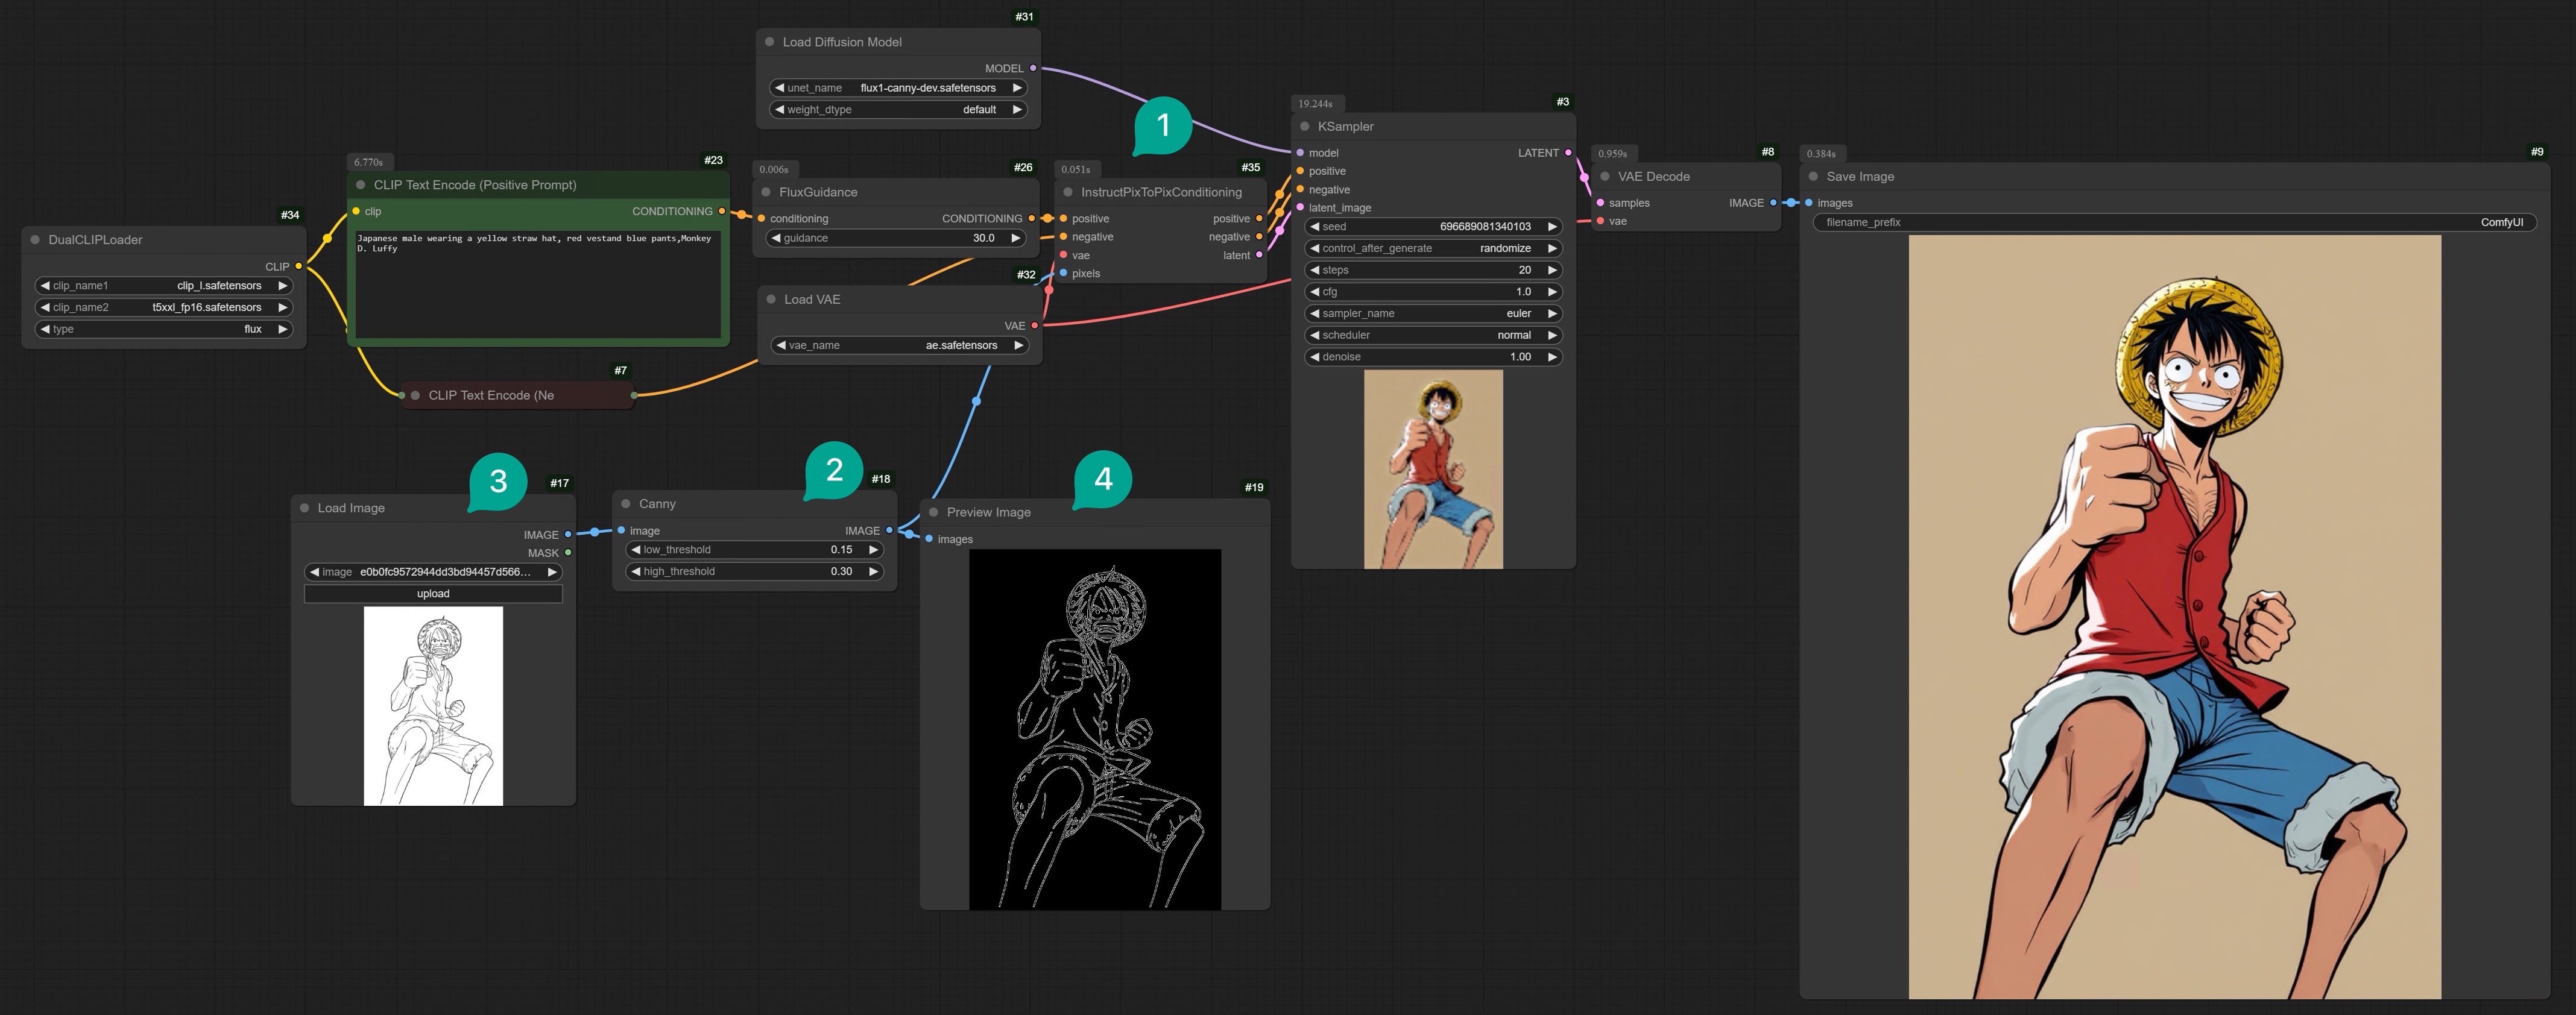 #31
Load Diffusion Model
MODEL
unet_name flux1-canny-dev.safetensors
weight_dtype default
1
#34
DualCLIPLoader
CLIP
clip_name1 clip_l.safetensors
clip_name2 t5xxl_fp16.safetensors
type flux
6.770s
#23
CLIP Text Encode (Positive Prompt)
clip CONDITIONING
Japanese male wearing a yellow straw hat, red vestand blue pants,Monkey
D. Luffy
#7
CLIP Text Encode (Ne
0.006s
#26
FluxGuidance
conditioning CONDITIONING
guidance 30.0
#32
Load VAE
VAE
vae_name ae.safetensors
0.051s
#35
InstructPixToPixConditioning
positive positive
negative negative
vae latent
pixels
19.244s
#3
KSampler
model LATENT
positive
negative
latent_image
seed 696689081340103
control_after_generate randomize
steps 20
cfg 1.0
sampler_name euler
scheduler normal
denoise 1.00
0.959s
#8
VAE Decode
samples IMAGE
vae
0.384s
#9
Save Image
images
filename_prefix ComfyUI
3
#17
Load Image
IMAGE
MASK
image e0b0fc9572944dd3bd94457d566...
upload
2
#18
Canny
image IMAGE
low_threshold 0.15
high_threshold 0.30
4
#19
Preview Image
images